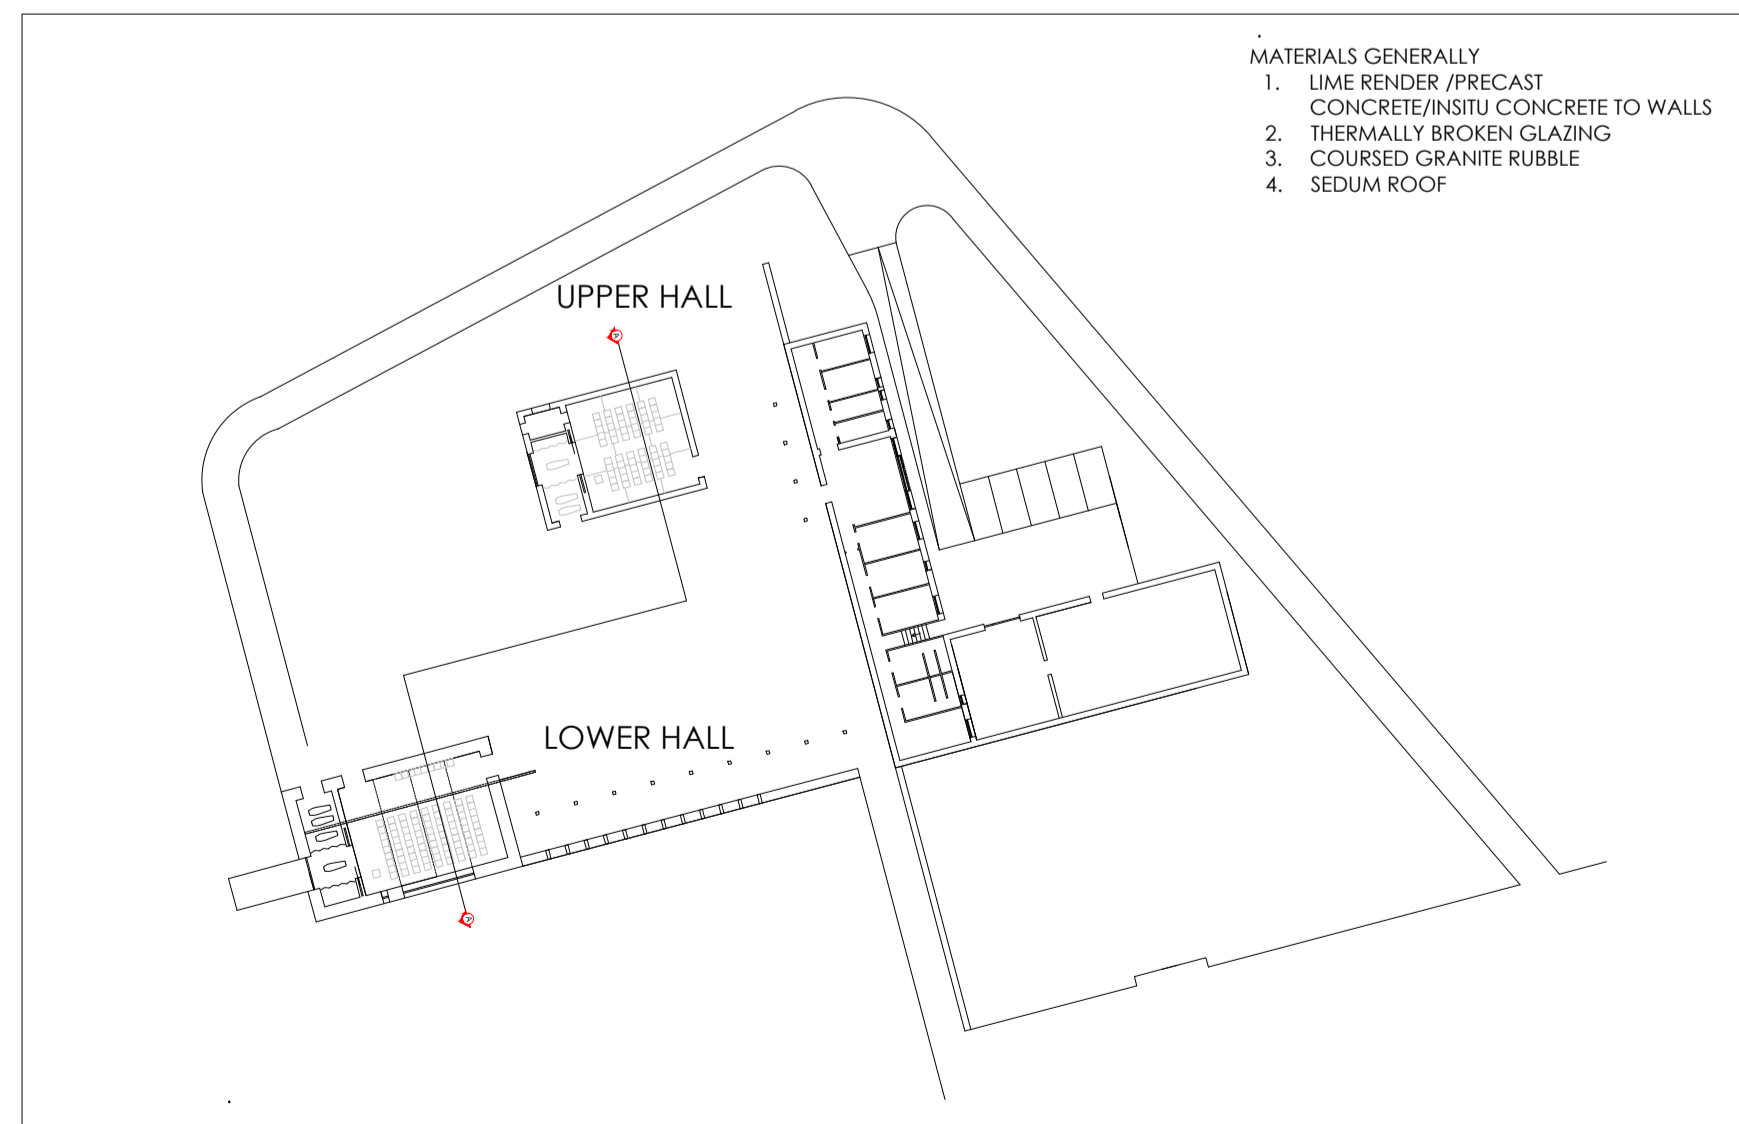 MATERIALS GENERALLY
1. LIME RENDER /PRECAST
CONCRETE/INSITU CONCRETE TO WALLS
2. THERMALLY BROKEN GLAZING
3. COURSED GRANITE RUBBLE
4. SEDUM ROOF
UPPER HALL
A
LOWER HALL
A